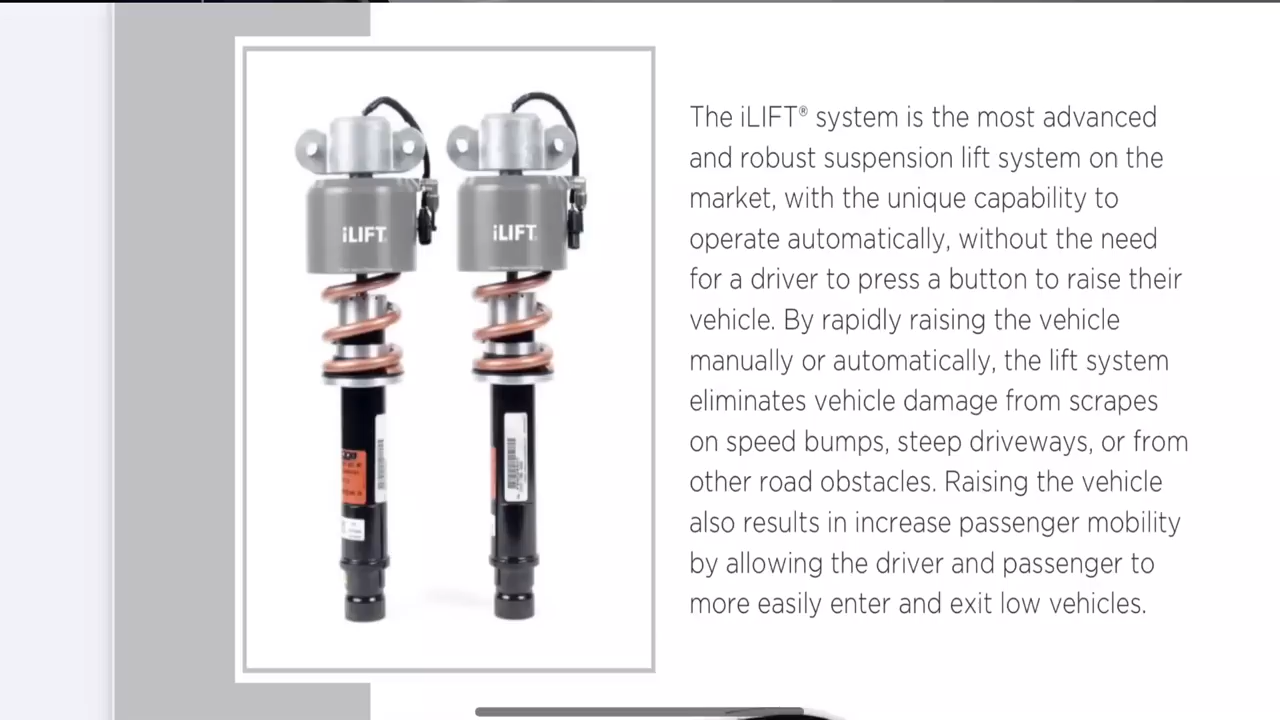 iLIFT
iLIFT
The iLIFT® system is the most advanced
and robust suspension lift system on the
market, with the unique capability to
operate automatically, without the need
for a driver to press a button to raise their
vehicle. By rapidly raising the vehicle
manually or automatically, the lift system
eliminates vehicle damage from scrapes
on speed bumps, steep driveways, or from
other road obstacles. Raising the vehicle
also results in increase passenger mobility
by allowing the driver and passenger to
more easily enter and exit low vehicles.